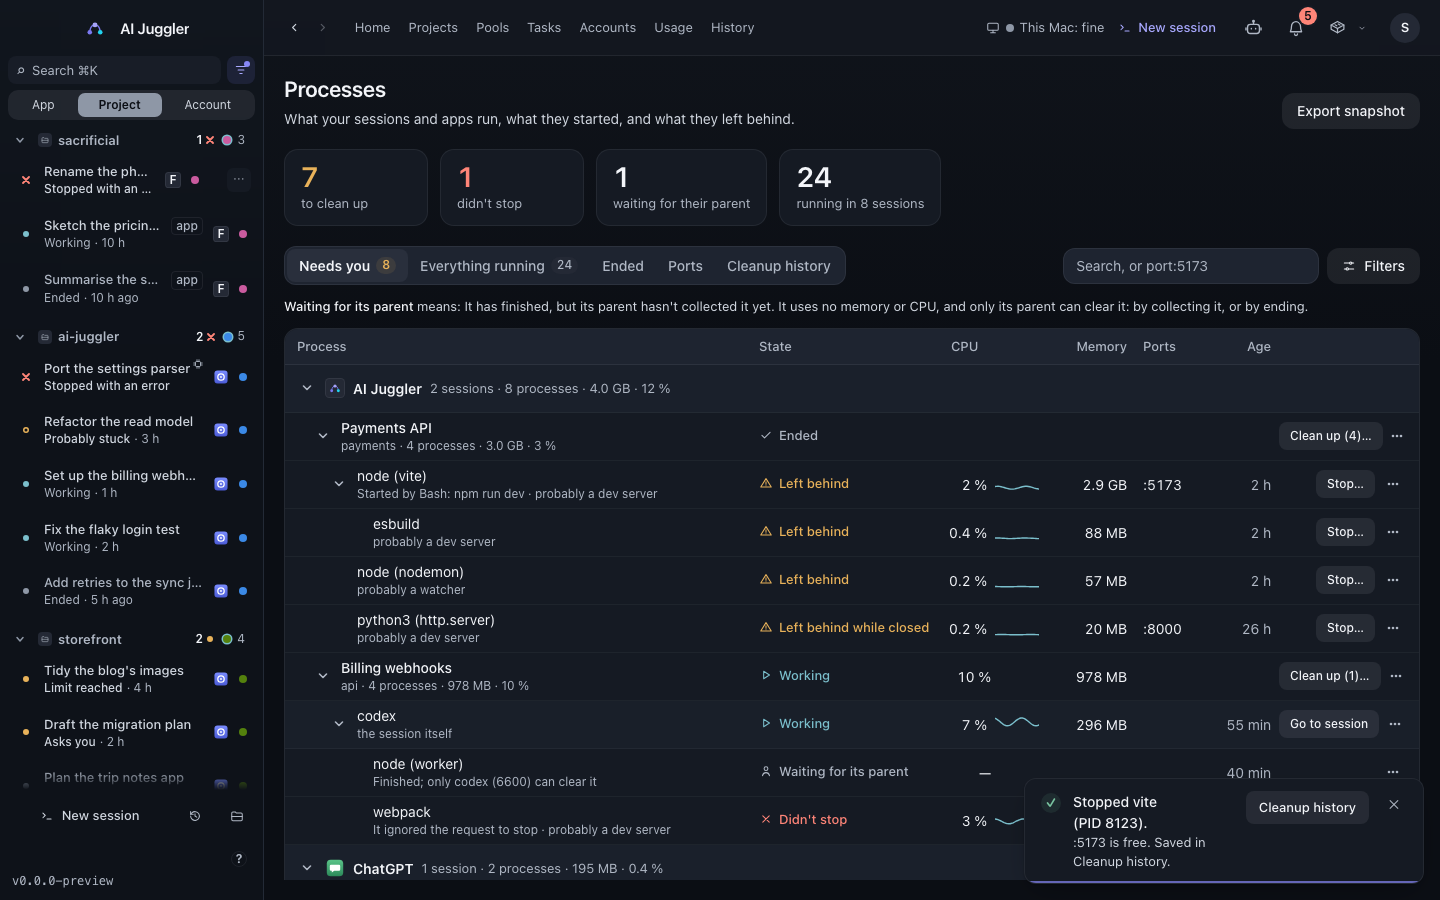 AI Juggler
Search ⌘K
App Project Account
sacrificial 1 3
Rename the ph... F
Stopped with an ...
Sketch the pricin... app F
Working · 10 h
Summarise the s... app F
Ended · 10 h ago
ai-juggler 2 5
Port the settings parser
Stopped with an error
Refactor the read model
Probably stuck · 3 h
Set up the billing webh...
Working · 1 h
Fix the flaky login test
Working · 2 h
Add retries to the sync j...
Ended · 5 h ago
storefront 2 4
Tidy the blog's images
Limit reached · 4 h
Draft the migration plan
Asks you · 2 h
Plan the trip notes app
New session
?
v0.0.0-preview
Home Projects Pools Tasks Accounts Usage History
This Mac: fine New session 5 S
Processes
What your sessions and apps run, what they started, and what they left behind.
Export snapshot
7 1 1 24
to clean up didn't stop waiting for their parent running in 8 sessions
Needs you 8 Everything running 24 Ended Ports Cleanup history
Search, or port:5173 Filters
Waiting for its parent means: It has finished, but its parent hasn't collected it yet. It uses no memory or CPU, and only its parent can clear it: by collecting it, or by ending.
Process State CPU Memory Ports Age
AI Juggler 2 sessions · 8 processes · 4.0 GB · 12 %
Payments API Ended Clean up (4)...
payments · 4 processes · 3.0 GB · 3 %
node (vite) Left behind 2 % 2.9 GB :5173 2 h Stop...
Started by Bash: npm run dev · probably a dev server
esbuild Left behind 0.4 % 88 MB 2 h Stop...
probably a dev server
node (nodemon) Left behind 0.2 % 57 MB 2 h Stop...
probably a watcher
python3 (http.server) Left behind while closed 0.2 % 20 MB :8000 26 h Stop...
probably a dev server
Billing webhooks Working 10 % 978 MB Clean up (1)...
api · 4 processes · 978 MB · 10 %
codex Working 7 % 296 MB 55 min Go to session
the session itself
node (worker) Waiting for its parent — 40 min
Finished; only codex (6600) can clear it
webpack Didn't stop 3 %
It ignored the request to stop · probably a dev server
ChatGPT 1 session · 2 processes · 195 MB · 0.4 %
Stopped vite
(PID 8123).
:5173 is free. Saved in
Cleanup history.
Cleanup history